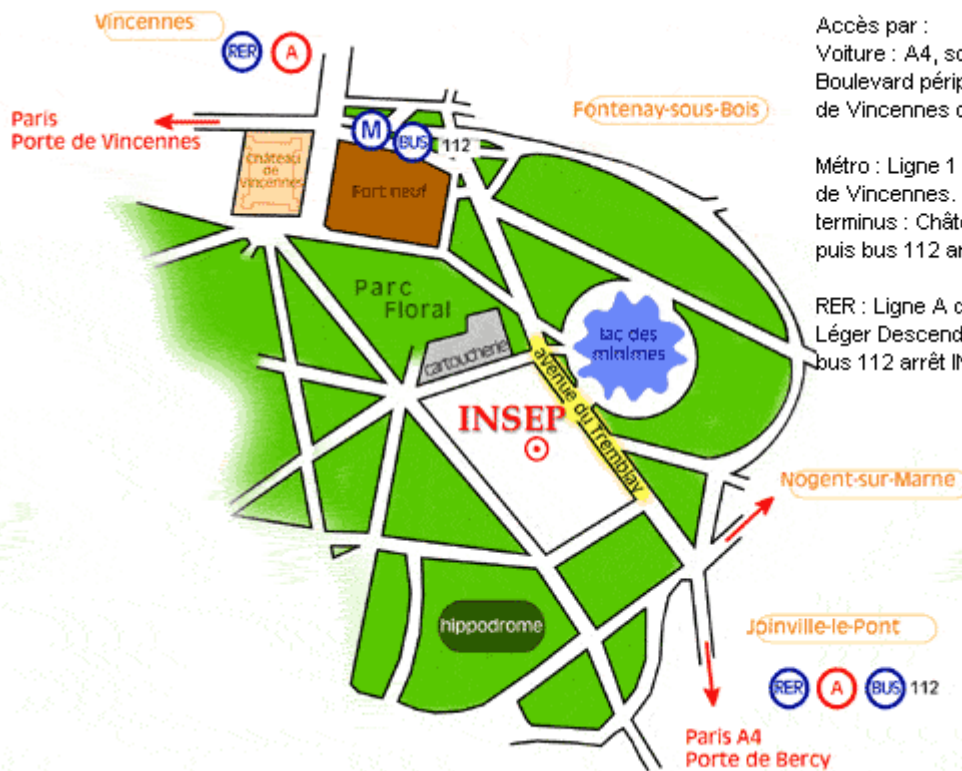 Vincennes
RER A
Paris
Porte de Vincennes
M BUS 112
Château
de
Vincennes
Fort neuf
Fontenay-sous-Bois
Accès par :
Voiture : A4, so
Boulevard périp
de Vincennes
Métro : Ligne 1
de Vincennes.
terminus : Chât
puis bus 112 ar
RER : Ligne A
Léger Descend
bus 112 arrêt IN
Parc
Floral
cartoucherie
lac des
minimes
avenue du Tremblay
INSEP
Nogent-sur-Marne
hippodrome
Joinville-le-Pont
RER A BUS 112
Paris A4
Porte de Bercy